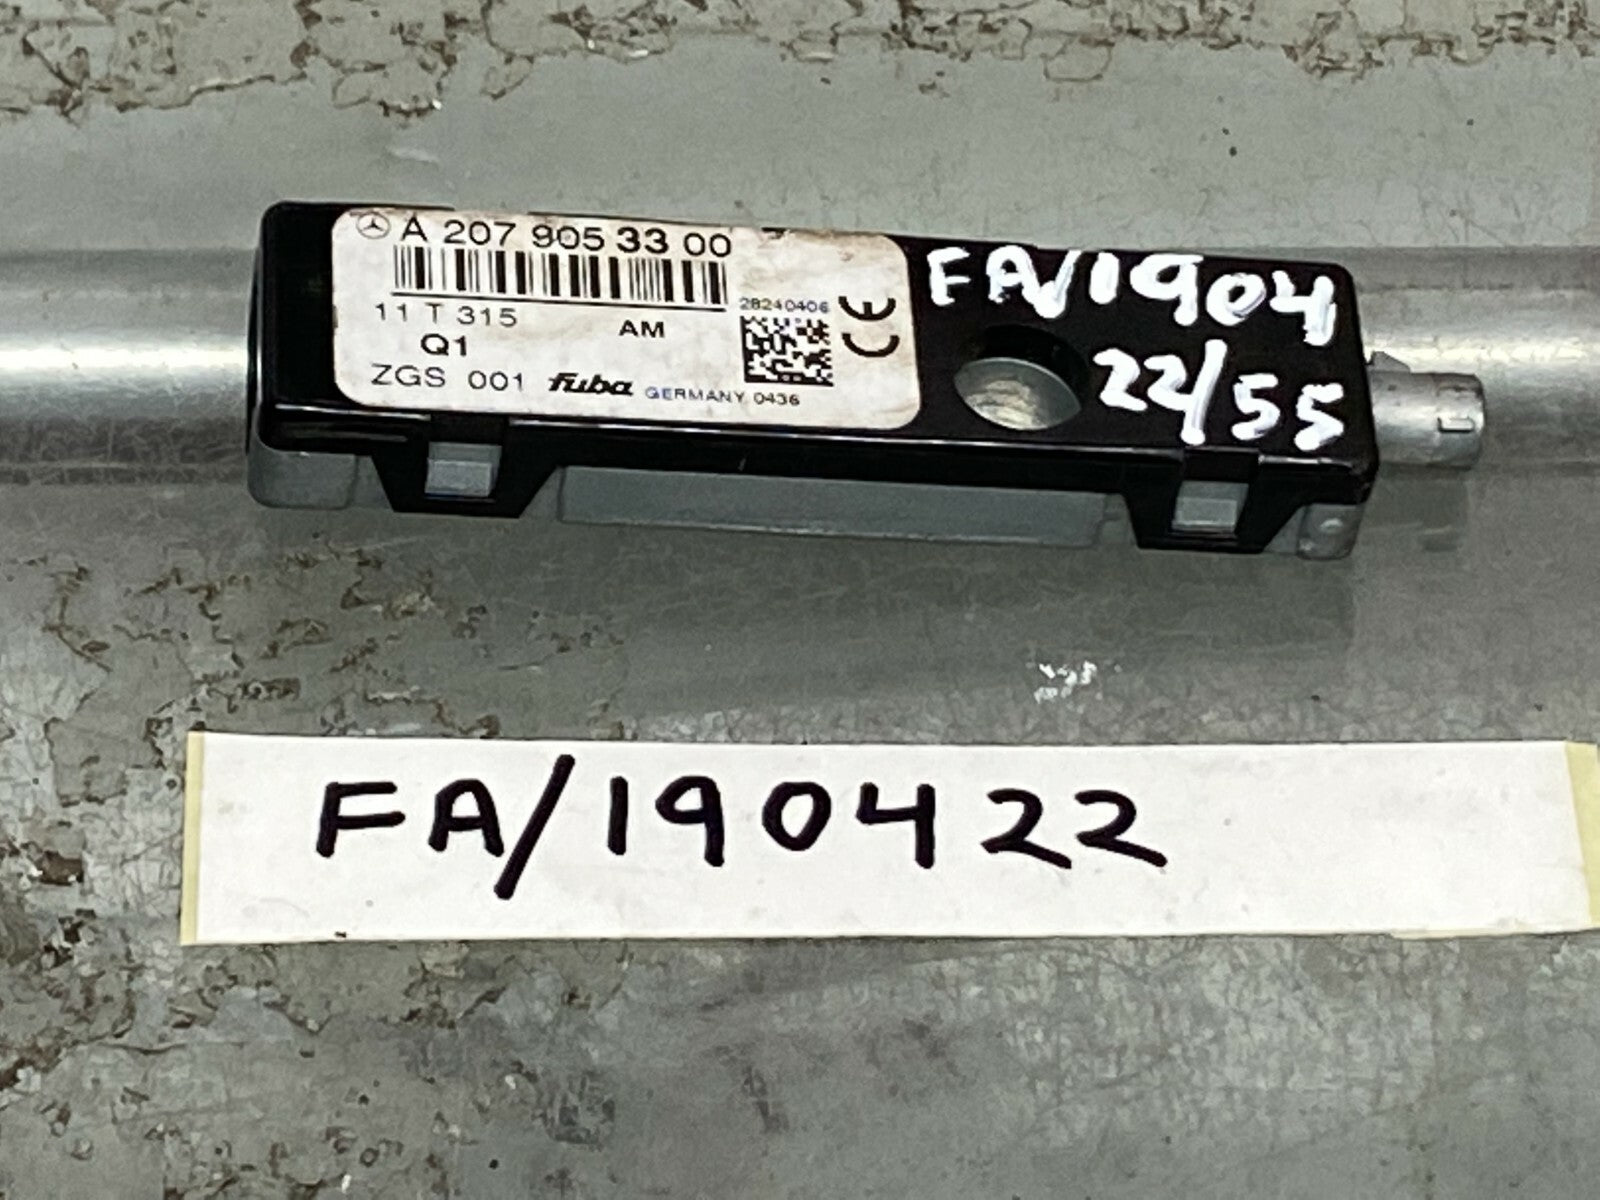 A 207 905 33 00
11 T 315
AM
28240406
CE
Q1
ZGS 001 fuba GERMANY 0436
FA/1904
22/55
FA/190422